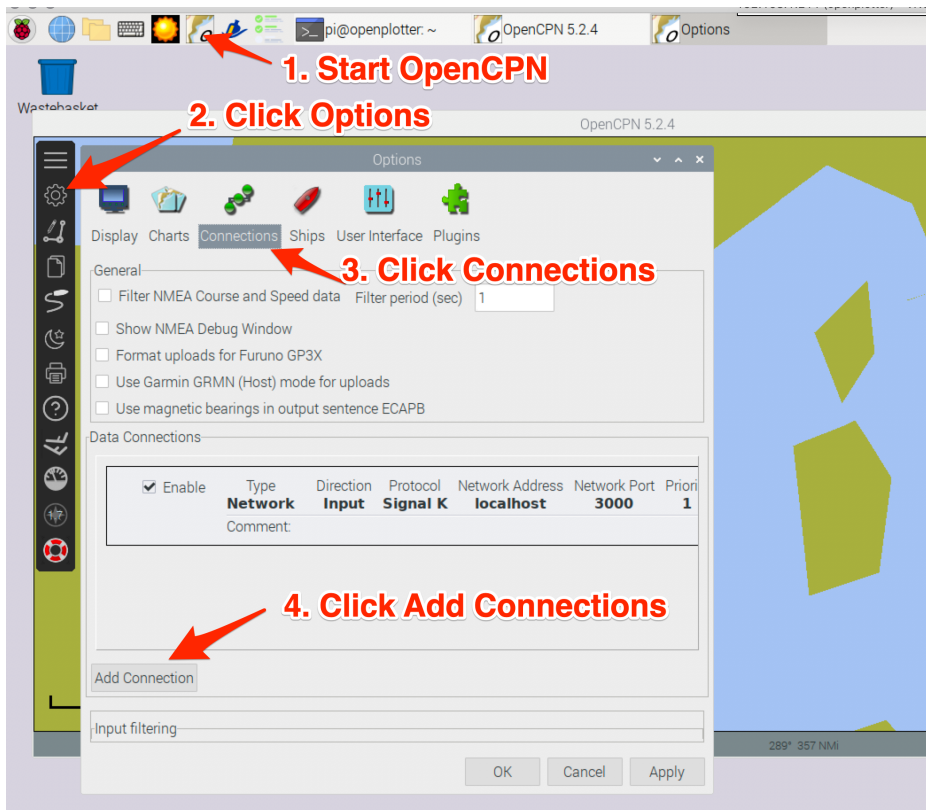 pi@openplotter: ~
OpenCPN 5.2.4
Options
1. Start OpenCPN
Wastebasket
2. Click Options
OpenCPN 5.2.4
Options
Display Charts Connections Ships User Interface Plugins
3. Click Connections
General
Filter NMEA Course and Speed data Filter period (sec) 1
Show NMEA Debug Window
Format uploads for Furuno GP3X
Use Garmin GRMN (Host) mode for uploads
Use magnetic bearings in output sentence ECAPB
Data Connections
Enable Type Direction Protocol Network Address Network Port Priori
Network Input Signal K localhost 3000 1
Comment:
4. Click Add Connections
Add Connection
Input filtering
289° 357 NMi
OK Cancel Apply